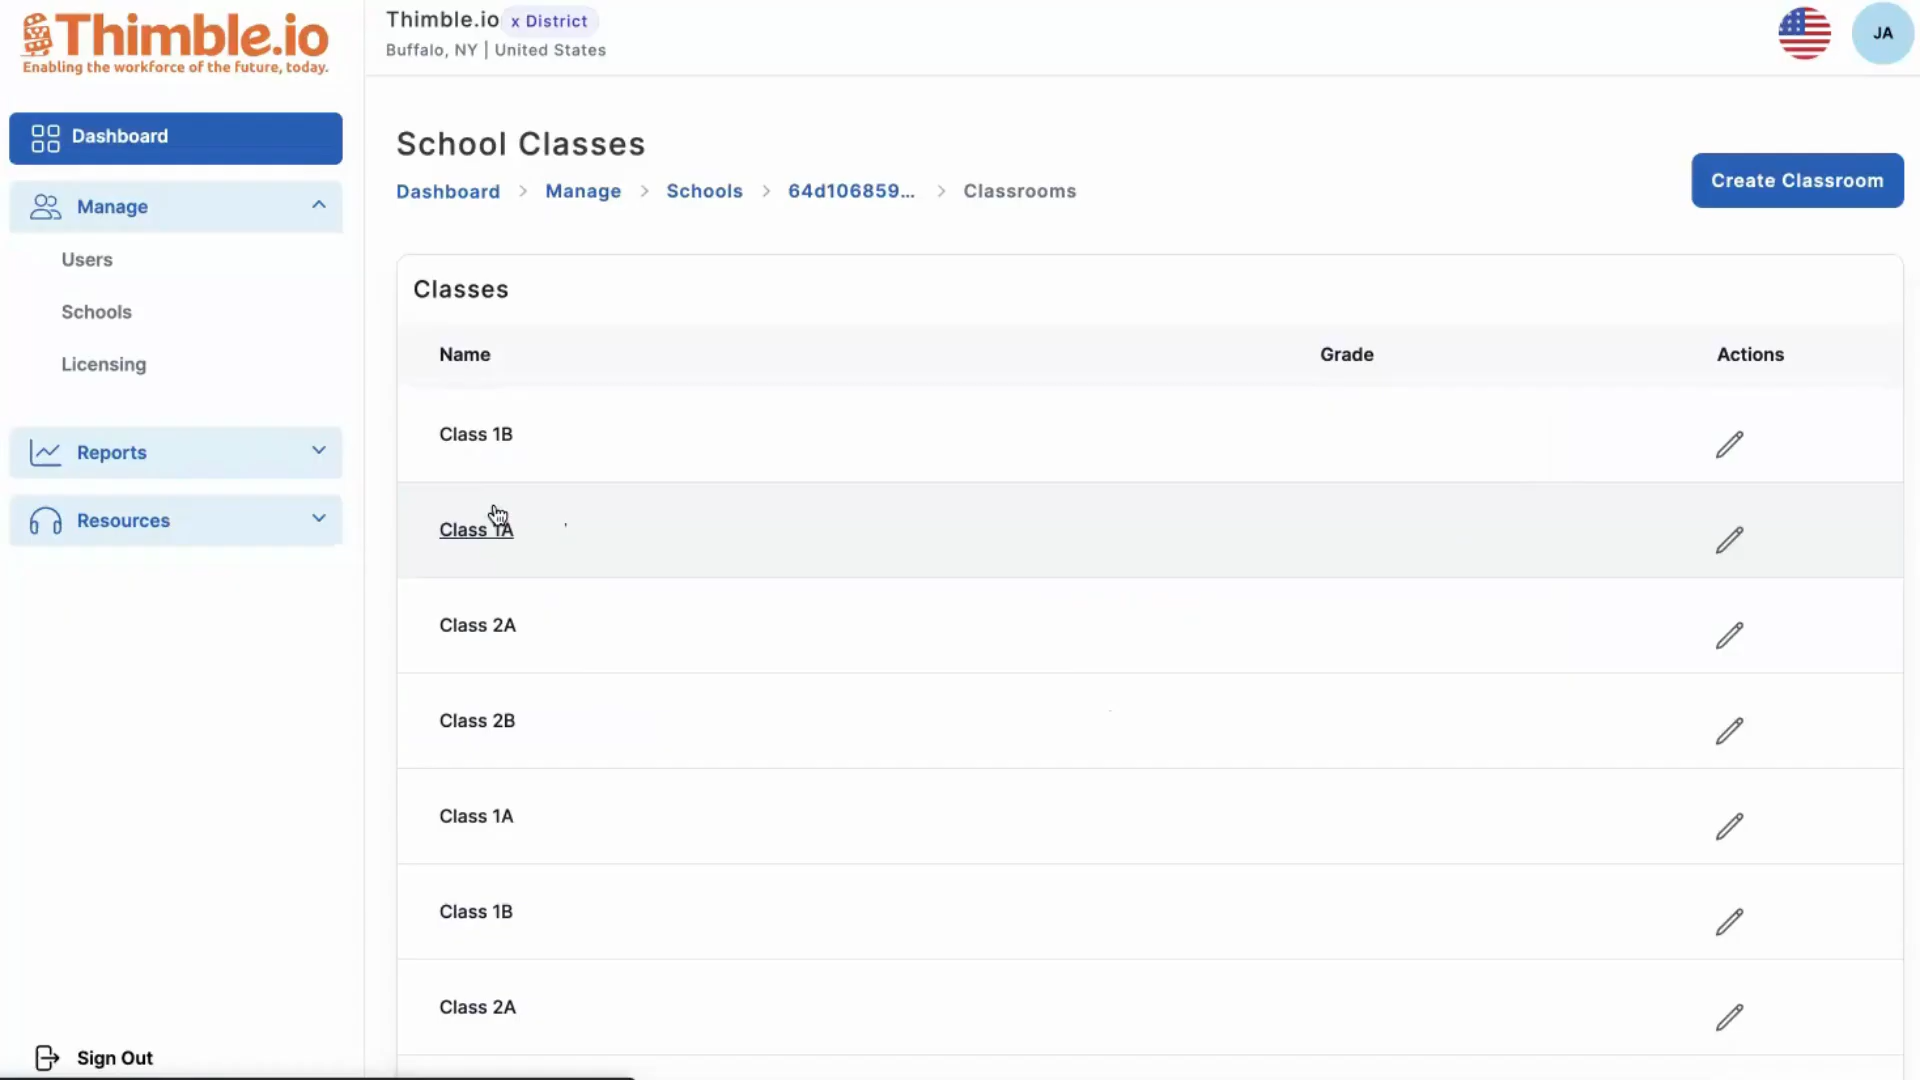 Thimble.io
Enabling the workforce of the future, today.
Thimble.io x District
Buffalo, NY | United States
JA
Dashboard
Manage
Users
Schools
Licensing
Reports
Resources
Sign Out
School Classes
Dashboard > Manage > Schools > 64d106859... > Classrooms
Create Classroom
Classes
Name Grade Actions
Class 1B
Class 1A
Class 2A
Class 2B
Class 1A
Class 1B
Class 2A